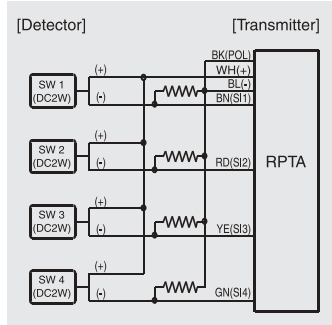 [Detector] [Transmitter]
BK(POL)
(+) WH(+)
SW 1 BL(-)
(DC2W) (-) BN(SI1)
(+)
SW 2
(DC2W) (-) RD(SI2) RPTA
(+)
SW 3
(DC2W) (-) YE(SI3)
(+)
SW 4
(DC2W) (-) GN(SI4)